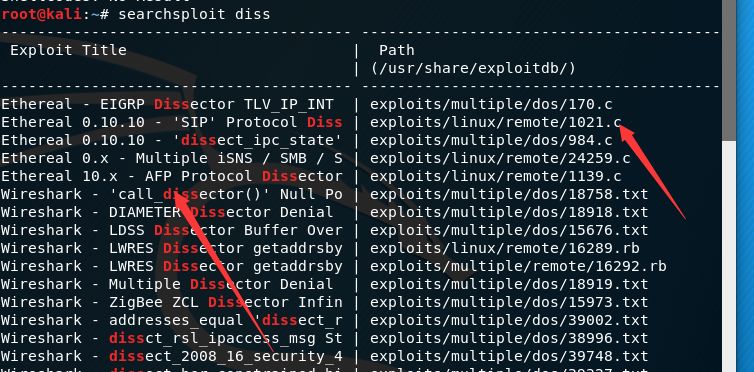 root@kali:~# searchsploit diss
--------------------------------------- ----------------------------------------
 Exploit Title | Path
 | (/usr/share/exploitdb/)
--------------------------------------- ----------------------------------------
Ethereal - EIGRP Dissector TLV_IP_INT | exploits/multiple/dos/170.c
Ethereal 0.10.10 - 'SIP' Protocol Diss | exploits/linux/remote/1021.c
Ethereal 0.10.10 - 'dissect_ipc_state' | exploits/multiple/dos/984.c
Ethereal 0.x - Multiple iSNS / SMB / S | exploits/linux/remote/24259.c
Ethereal 10.x - AFP Protocol Dissector | exploits/linux/remote/1139.c
Wireshark - 'call_dissector()' Null Po | exploits/multiple/dos/18758.txt
Wireshark - DIAMETER Dissector Denial | exploits/multiple/dos/18918.txt
Wireshark - LDSS Dissector Buffer Over | exploits/multiple/dos/15676.txt
Wireshark - LWRES Dissector getaddrsby | exploits/linux/remote/16289.rb
Wireshark - LWRES Dissector getaddrsby | exploits/multiple/remote/16292.rb
Wireshark - Multiple Dissector Denial | exploits/multiple/dos/18919.txt
Wireshark - ZigBee ZCL Dissector Infin | exploits/multiple/dos/15973.txt
Wireshark - addresses_equal 'dissect_r | exploits/multiple/dos/39002.txt
Wireshark - dissct_rsl_ipaccess_msg St | exploits/multiple/dos/38996.txt
Wireshark - dissect_2008_16_security_4 | exploits/multiple/dos/39748.txt